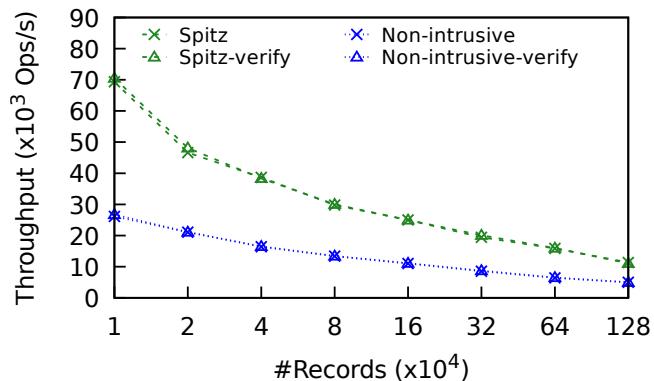 90
80
70
60
50
40
30
20
10
0
Throughput (x10³ Ops/s)
Spitz
Spitz-verify
Non-intrusive
Non-intrusive-verify
1 2 4 8 16 32 64 128
#Records (x10⁴)